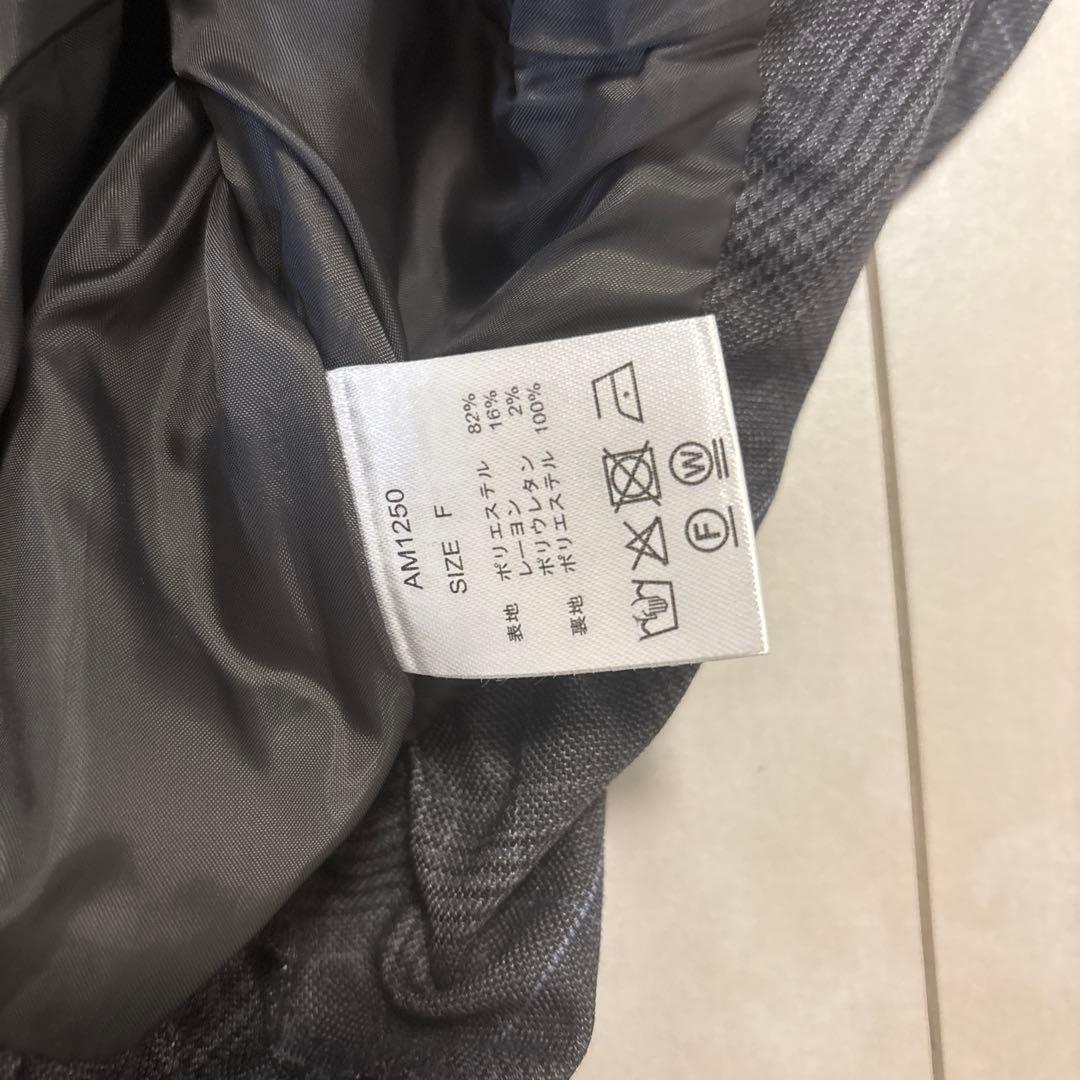 AM1250
SIZE F
表地 ポリエステル 82%
レーヨン 16%
ポリウレタン 2%
裏地 ポリエステル 100%
F W